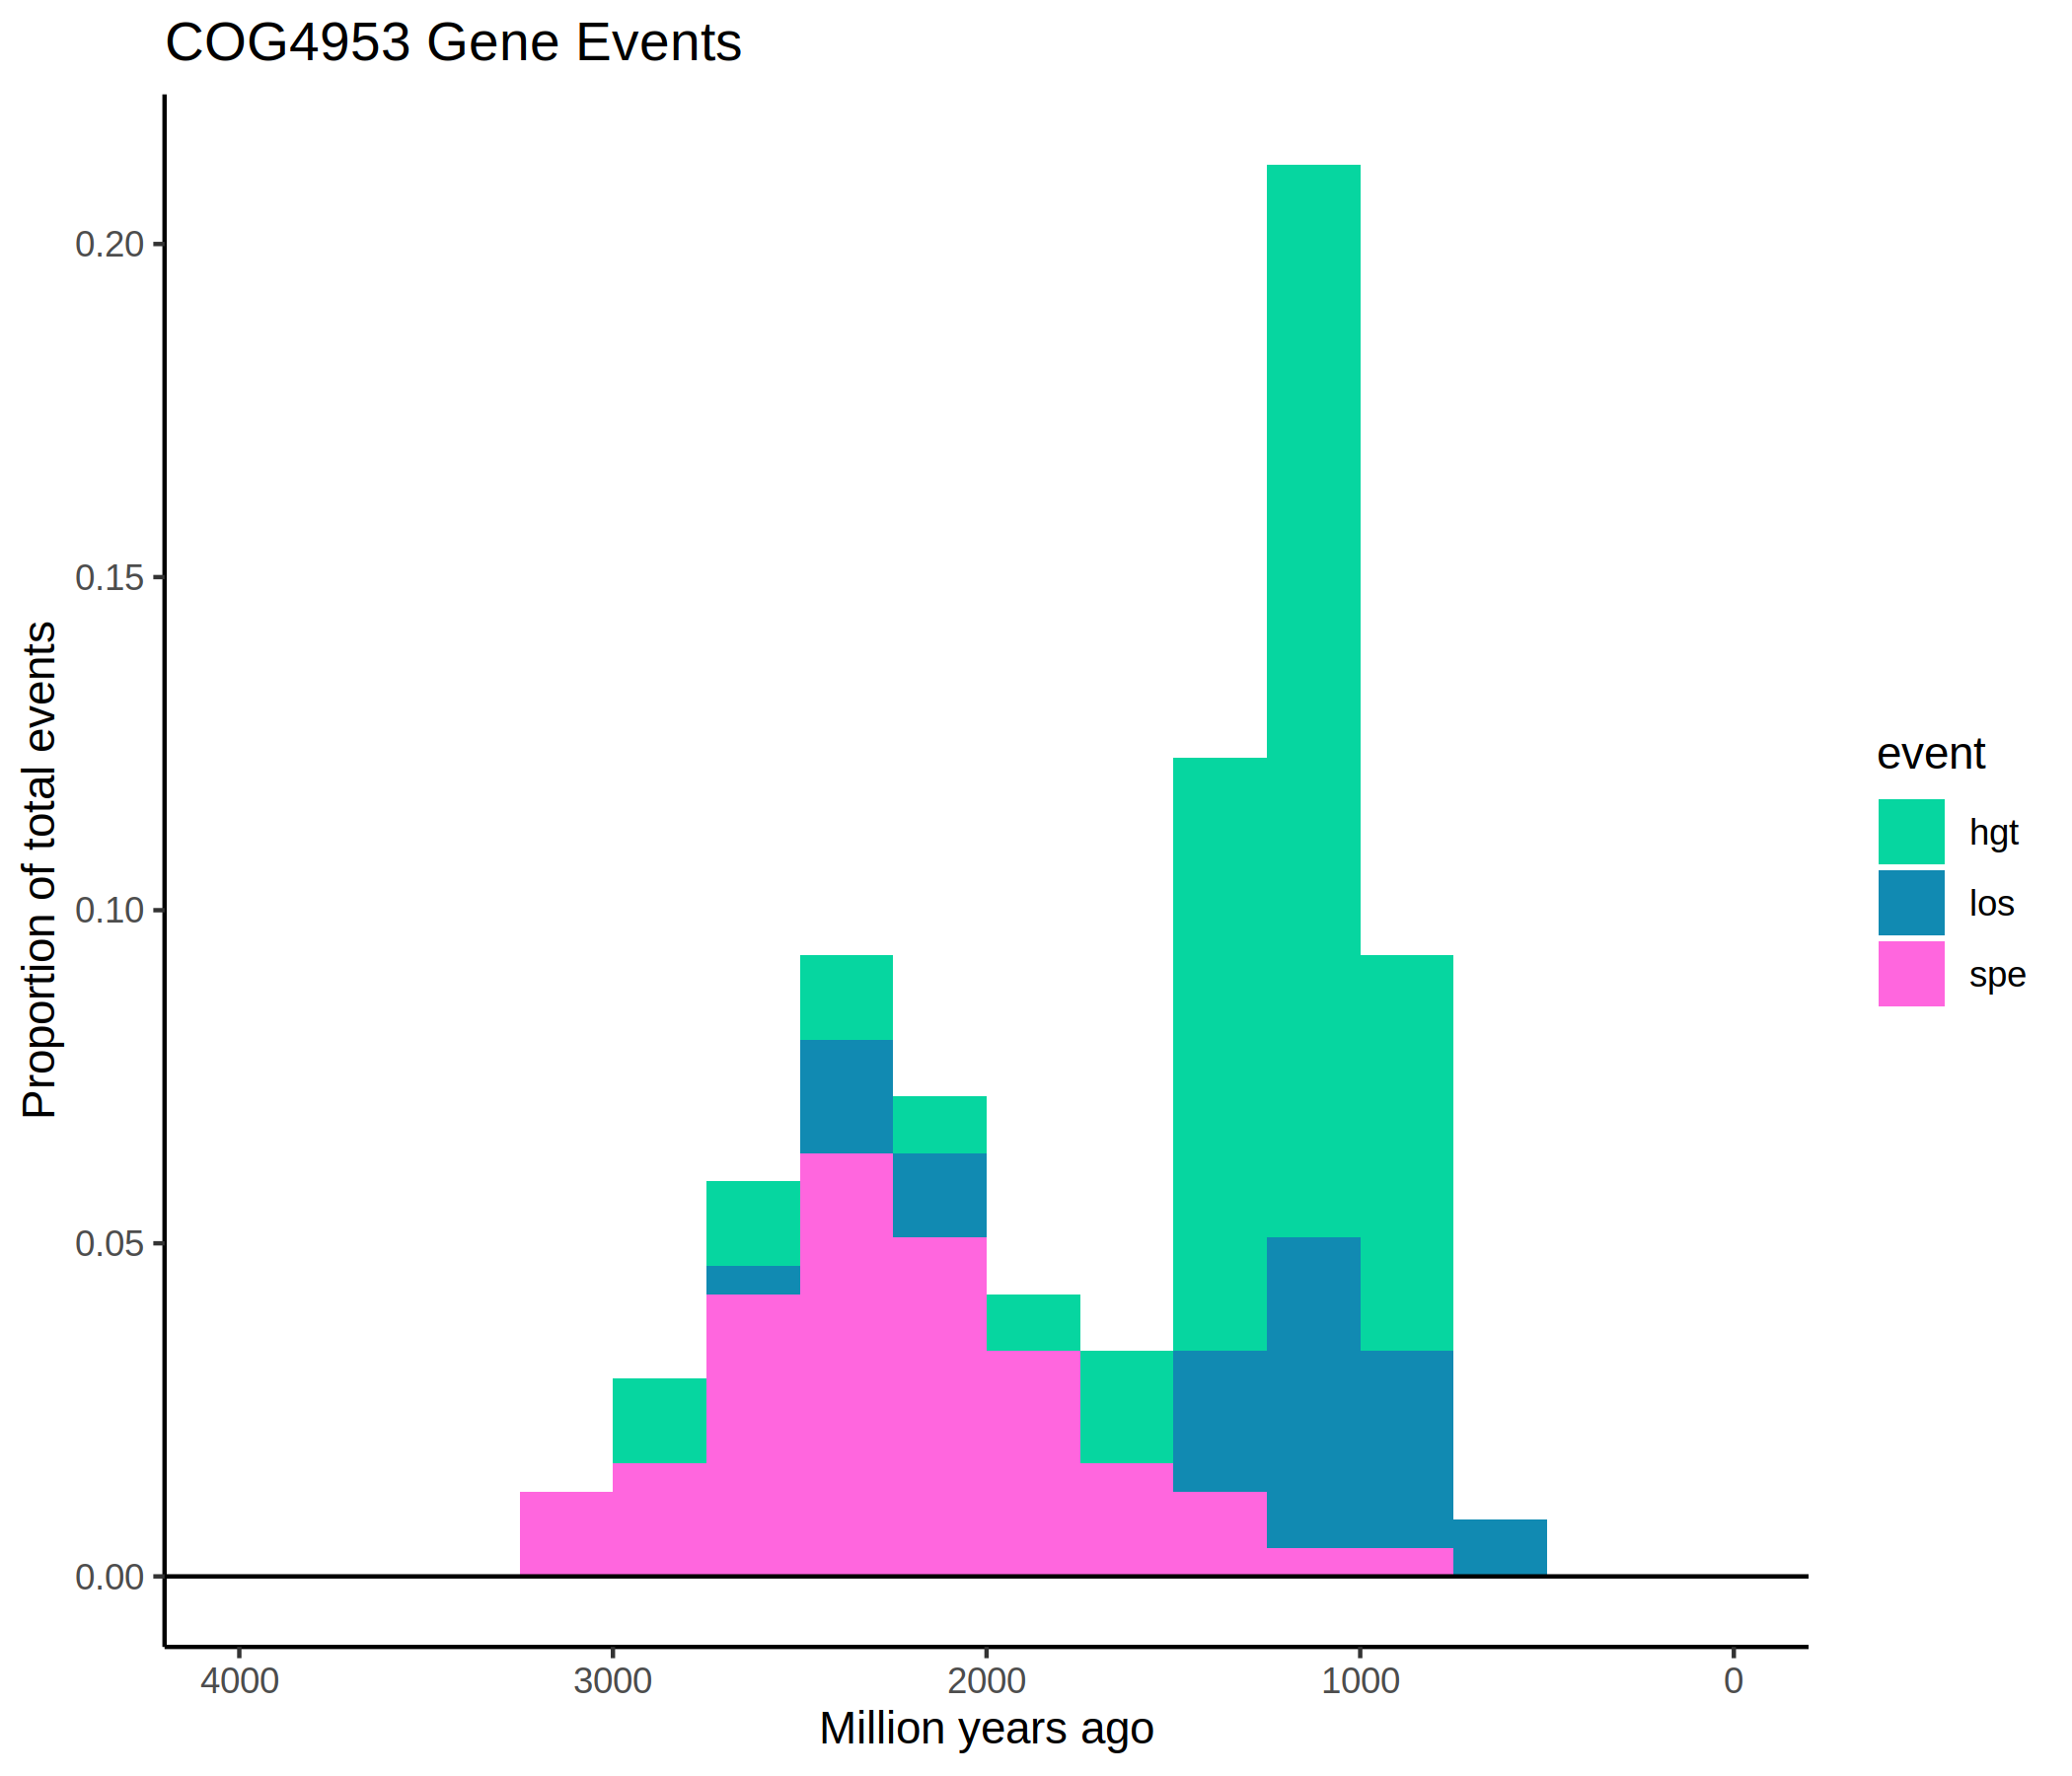 COG4953 Gene Events
Proportion of total events
0.20
0.15
0.10
0.05
0.00
4000 3000 2000 1000 0
Million years ago
event
hgt
los
spe